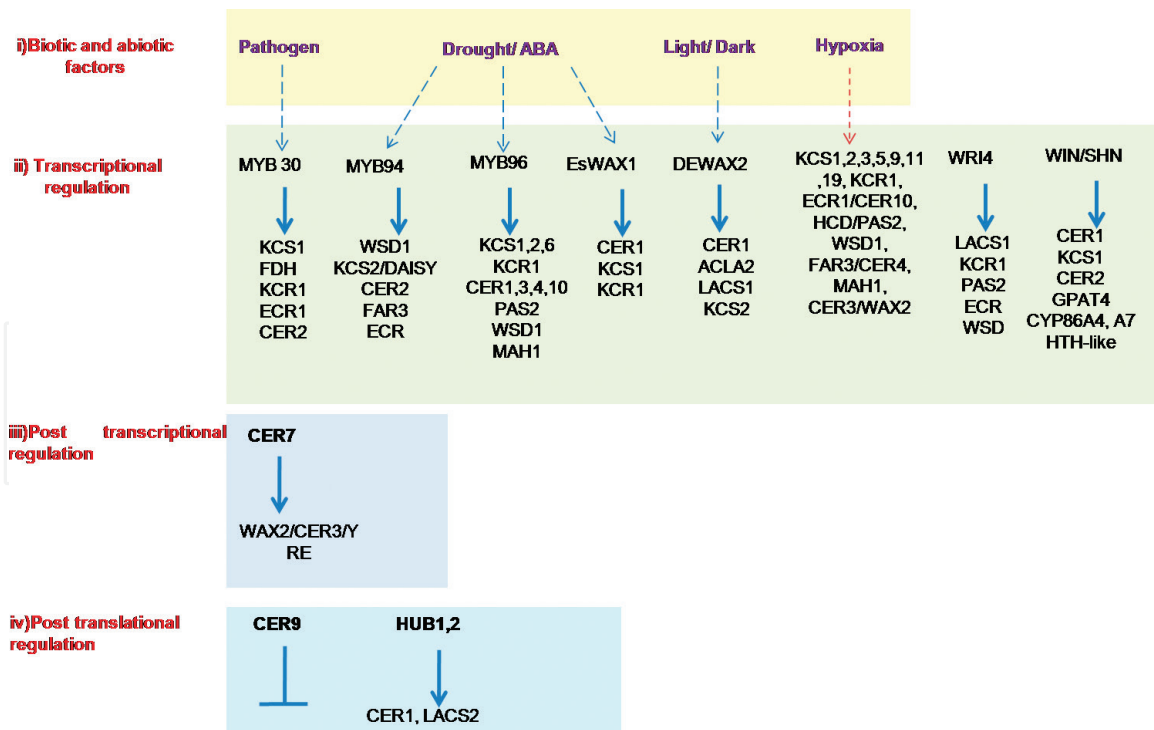 i)Biotic and abiotic
factors
Pathogen
Drought/ ABA
Light/ Dark
Hypoxia
ii) Transcriptional
regulation
MYB 30
KCS1
FDH
KCR1
ECR1
CER2
MYB94
WSD1
KCS2/DAISY
CER2
FAR3
ECR
MYB96
KCS1,2,6
KCR1
CER1,3,4,10
PAS2
WSD1
MAH1
EsWAX1
CER1
KCS1
KCR1
DEWAX2
CER1
ACLA2
LACS1
KCS2
KCS1,2,3,5,9,11
,19, KCR1,
ECR1/CER10,
HCD/PAS2,
WSD1,
FAR3/CER4,
MAH1,
CER3/WAX2
WRI4
LACS1
KCR1
PAS2
ECR
WSD
WIN/SHN
CER1
KCS1
CER2
GPAT4
CYP86A4, A7
HTH-like
iii)Post transcriptional
regulation
CER7
WAX2/CER3/Y
RE
iv)Post translational
regulation
CER9
HUB1,2
CER1, LACS2